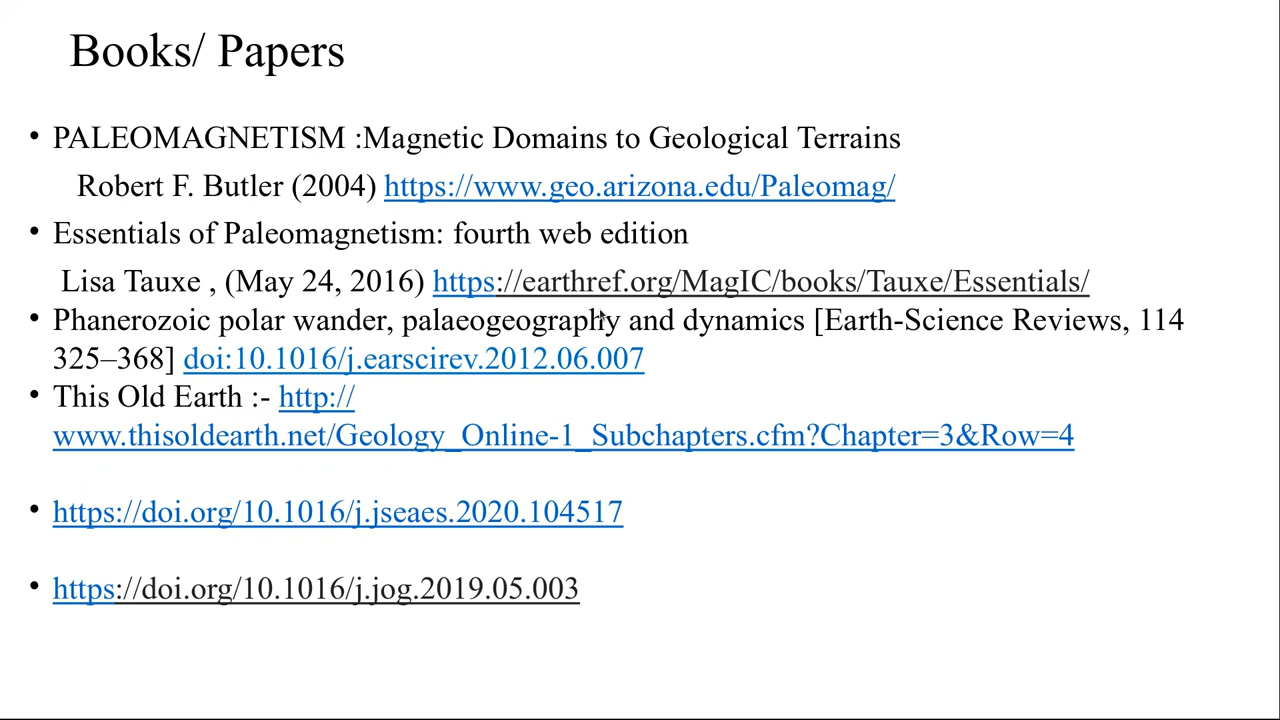 Books/ Papers
• PALEOMAGNETISM :Magnetic Domains to Geological Terrains
Robert F. Butler (2004) https://www.geo.arizona.edu/Paleomag/
• Essentials of Paleomagnetism: fourth web edition
Lisa Tauxe , (May 24, 2016) https://earthref.org/MagIC/books/Tauxe/Essentials/
• Phanerozoic polar wander, palaeogeography and dynamics [Earth-Science Reviews, 114
325–368] doi:10.1016/j.earscirev.2012.06.007
• This Old Earth :- http://
www.thisoldearth.net/Geology_Online-1_Subchapters.cfm?Chapter=3&Row=4
• https://doi.org/10.1016/j.jseaes.2020.104517
• https://doi.org/10.1016/j.jog.2019.05.003